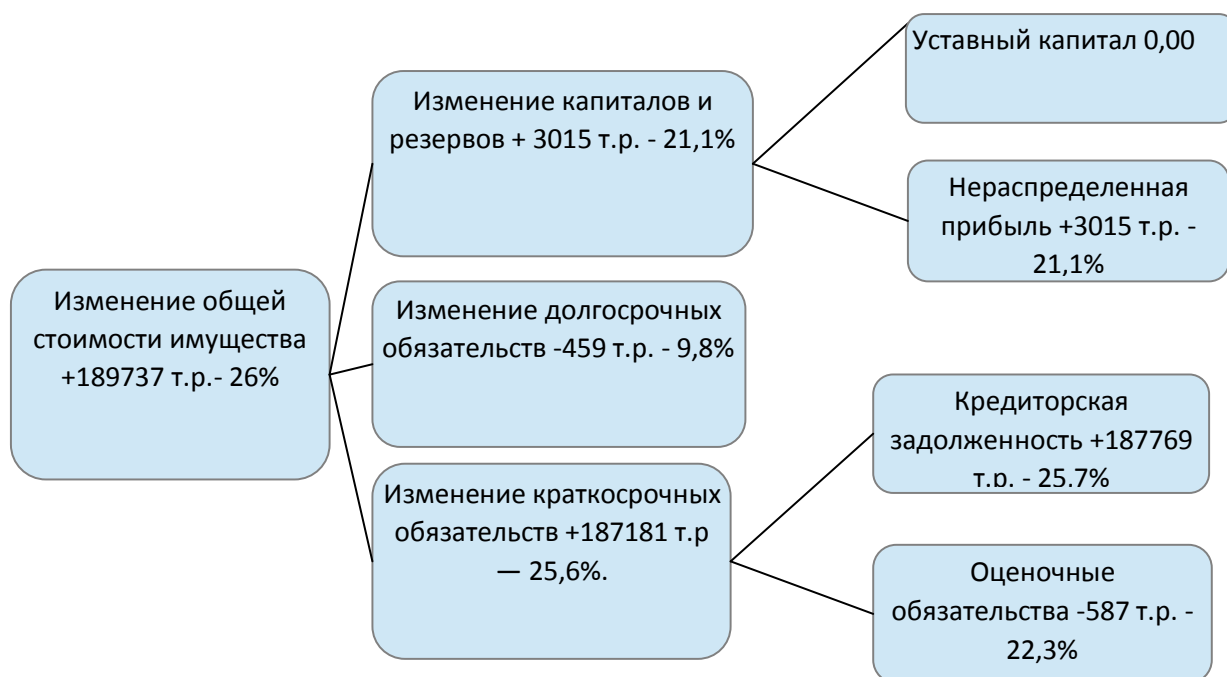 Уставный капитал 0,00
Изменение капиталов и
резервов + 3015 т.р. - 21,1%
Нераспределенная
прибыль +3015 т.р. -
21,1%
Изменение общей
стоимости имущества
+189737 т.р.- 26%
Изменение долгосрочных
обязательств -459 т.р. - 9,8%
Кредиторская
задолженность +187769
т.р. - 25.7%
Изменение краткосрочных
обязательств +187181 т.р
— 25,6%.
Оценочные
обязательства -587 т.р. -
22,3%